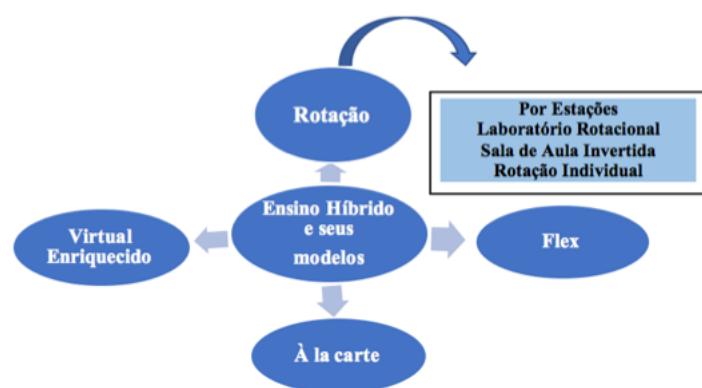 Rotação
Por Estações
Laboratório Rotacional
Sala de Aula Invertida
Rotação Individual
Ensino Híbrido
e seus
modelos
Virtual
Enriquecido
Flex
À la carte